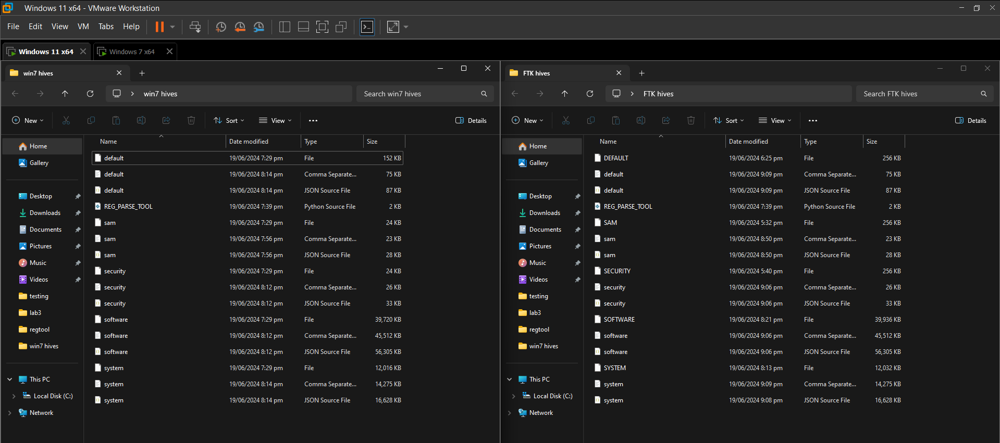 Windows 11 x64 - VMware Workstation
File Edit View VM Tabs Help
Windows 11 x64 Windows 7 x64
win7 hives
win7 hives
Search win7 hives
New Sort View Details
Name Date modified Type Size
Home
Gallery
Desktop
Downloads
Documents
Pictures
Music
Videos
testing
lab3
regtool
win7 hives
This PC
Local Disk (C:)
Network
default 19/06/2024 7:29 pm File 152 KB
default 19/06/2024 8:14 pm Comma Separate... 75 KB
default 19/06/2024 8:14 pm JSON Source File 87 KB
REG_PARSE_TOOL 19/06/2024 7:39 pm Python Source File 2 KB
sam 19/06/2024 7:29 pm File 24 KB
sam 19/06/2024 7:56 pm Comma Separate... 23 KB
sam 19/06/2024 7:56 pm JSON Source File 28 KB
security 19/06/2024 7:29 pm File 24 KB
security 19/06/2024 8:12 pm Comma Separate... 26 KB
security 19/06/2024 8:12 pm JSON Source File 33 KB
software 19/06/2024 7:29 pm File 39,720 KB
software 19/06/2024 8:12 pm Comma Separate... 45,512 KB
software 19/06/2024 8:12 pm JSON Source File 56,305 KB
system 19/06/2024 7:29 pm File 12,016 KB
system 19/06/2024 8:14 pm Comma Separate... 14,275 KB
system 19/06/2024 8:14 pm JSON Source File 16,628 KB
FTK hives
FTK hives
Search FTK hives
New Sort View Details
Name Date modified Type Size
Home
Gallery
Desktop
Downloads
Documents
Pictures
Music
Videos
testing
lab3
regtool
win7 hives
This PC
Local Disk (C:)
Network
DEFAULT 19/06/2024 6:25 pm File 256 KB
default 19/06/2024 9:09 pm Comma Separate... 75 KB
default 19/06/2024 9:09 pm JSON Source File 87 KB
REG_PARSE_TOOL 19/06/2024 7:39 pm Python Source File 2 KB
SAM 19/06/2024 5:32 pm File 256 KB
sam 19/06/2024 8:50 pm Comma Separate... 23 KB
sam 19/06/2024 8:50 pm JSON Source File 28 KB
SECURITY 19/06/2024 5:40 pm File 256 KB
security 19/06/2024 9:06 pm Comma Separate... 26 KB
security 19/06/2024 9:06 pm JSON Source File 33 KB
SOFTWARE 19/06/2024 8:21 pm File 39,936 KB
software 19/06/2024 9:06 pm Comma Separate... 45,512 KB
software 19/06/2024 9:06 pm JSON Source File 56,305 KB
SYSTEM 19/06/2024 8:13 pm File 12,032 KB
system 19/06/2024 9:09 pm Comma Separate... 14,275 KB
system 19/06/2024 9:08 pm JSON Source File 16,628 KB